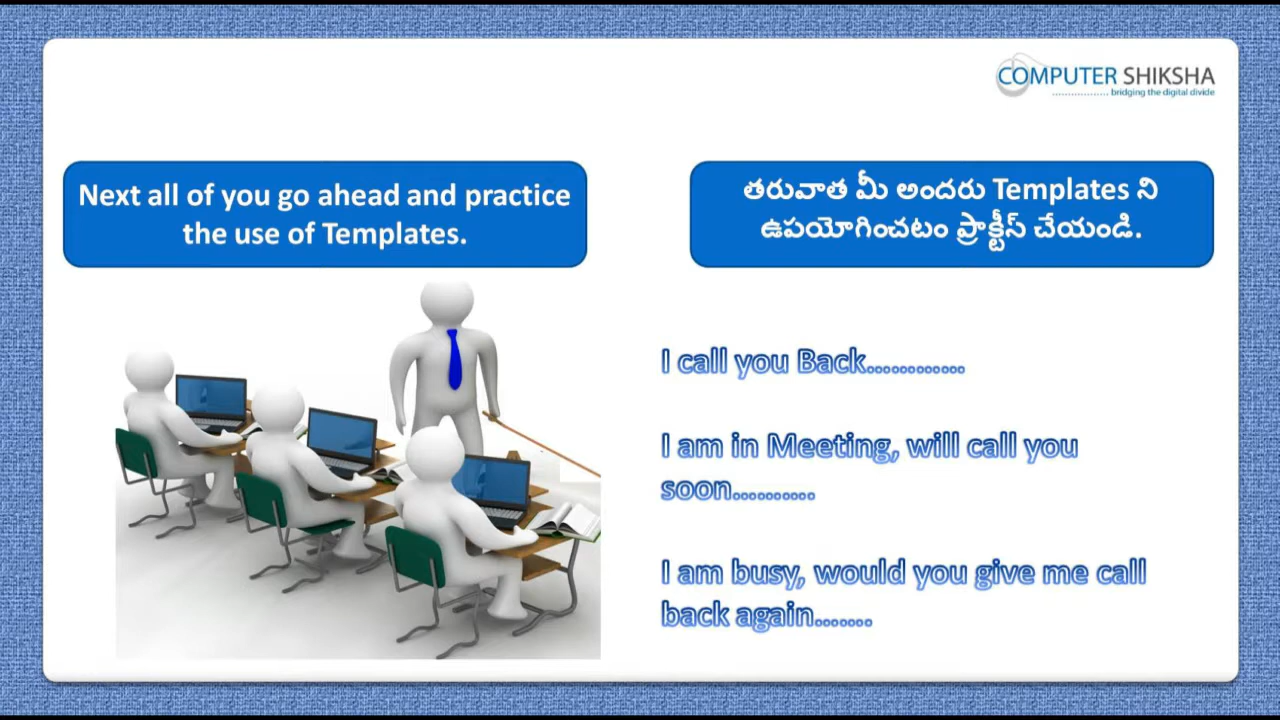 COMPUTER SHIKSHA
.................. bridging the digital divide
Next all of you go ahead and practice
the use of Templates.
తరువాత మీ అందరు Templates ని
ఉపయోగించటం ప్రాక్టీస్ చేయండి.
I call you Back............
I am in Meeting, will call you
soon..........
I am busy, would you give me call
back again.......